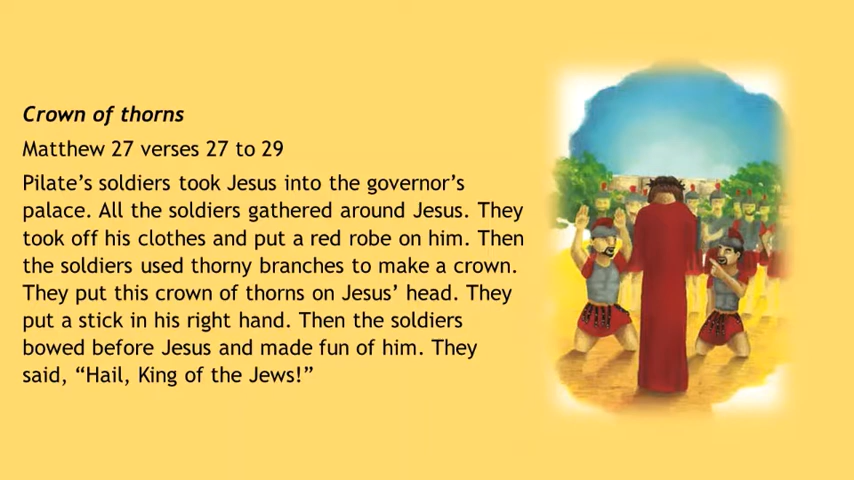 Crown of thorns
Matthew 27 verses 27 to 29
Pilate’s soldiers took Jesus into the governor’s
palace. All the soldiers gathered around Jesus. They
took off his clothes and put a red robe on him. Then
the soldiers used thorny branches to make a crown.
They put this crown of thorns on Jesus’ head. They
put a stick in his right hand. Then the soldiers
bowed before Jesus and made fun of him. They
said, “Hail, King of the Jews!”